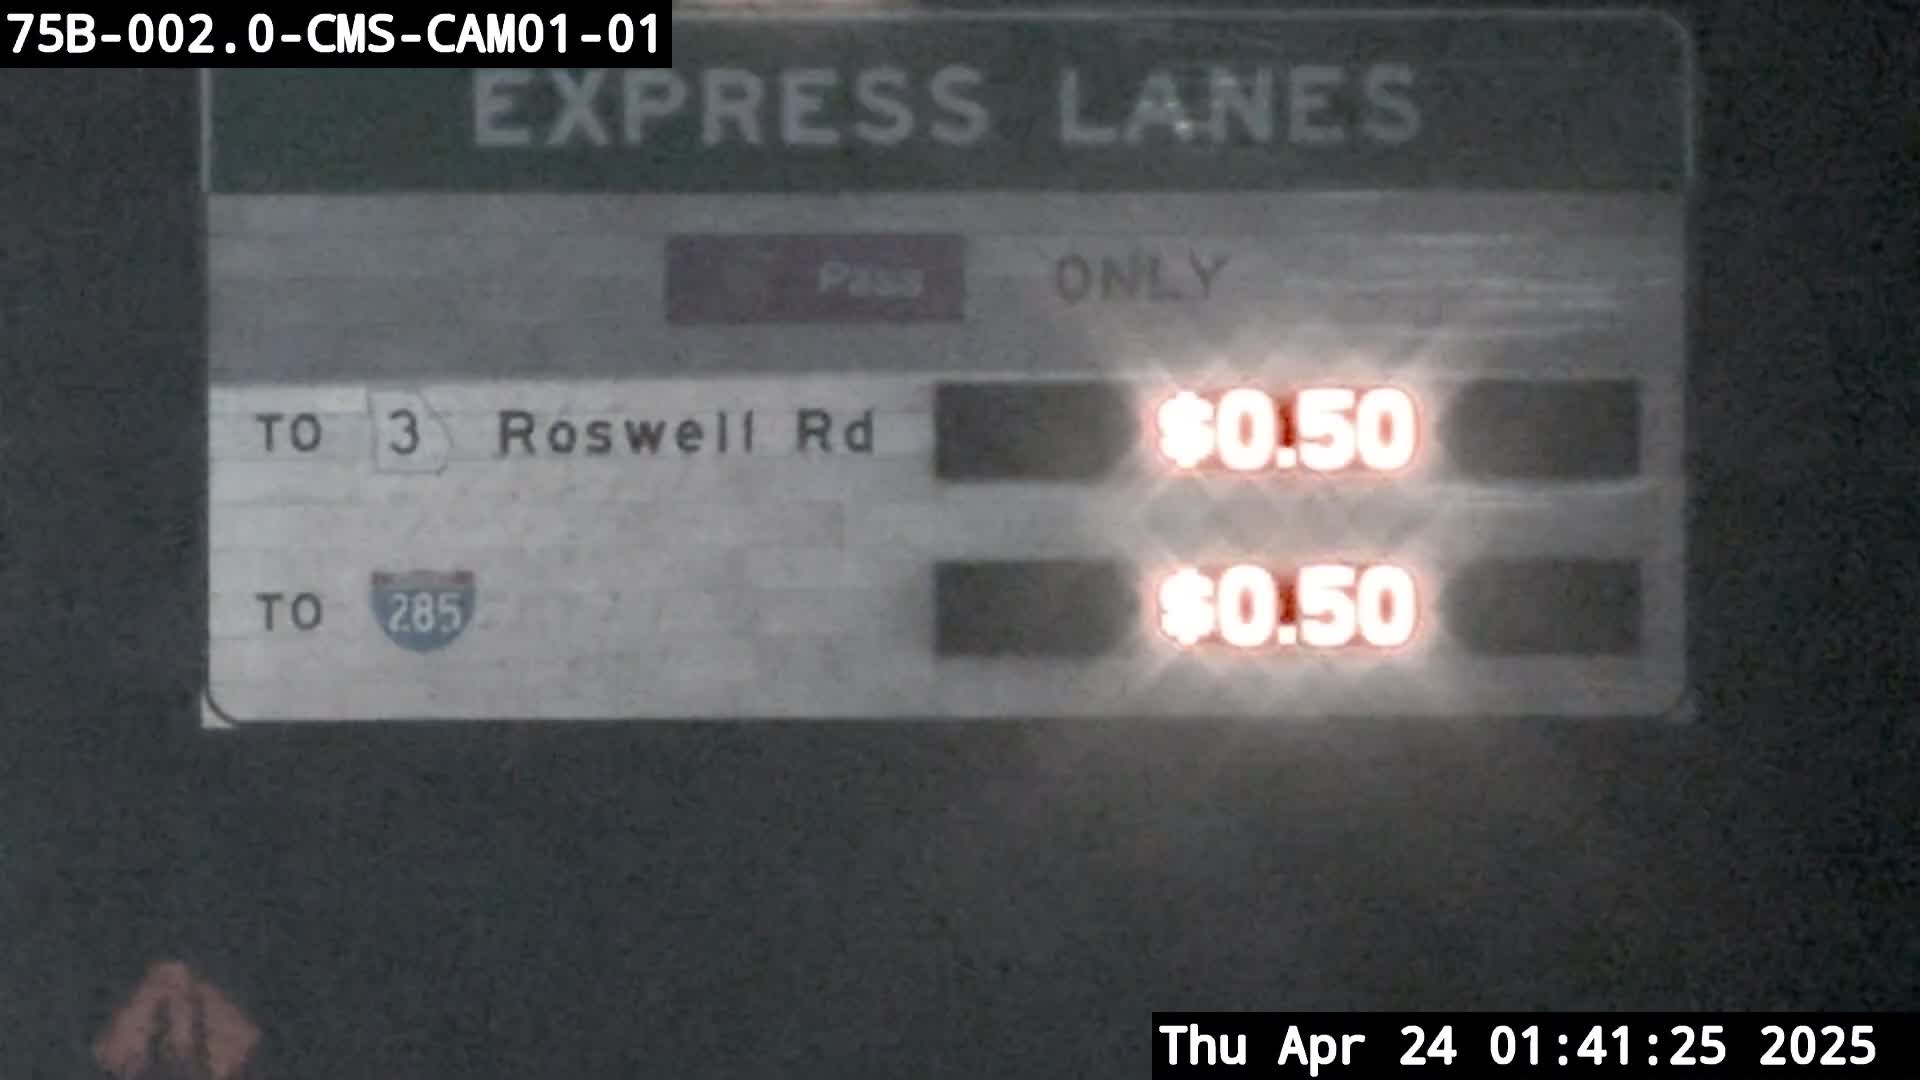 75B-002.0-CMS-CAM01-01
EXPRESS LANES
Pass ONLY
TO 3 Roswell Rd $0.50
TO 285 $0.50
Thu Apr 24 01:41:25 2025